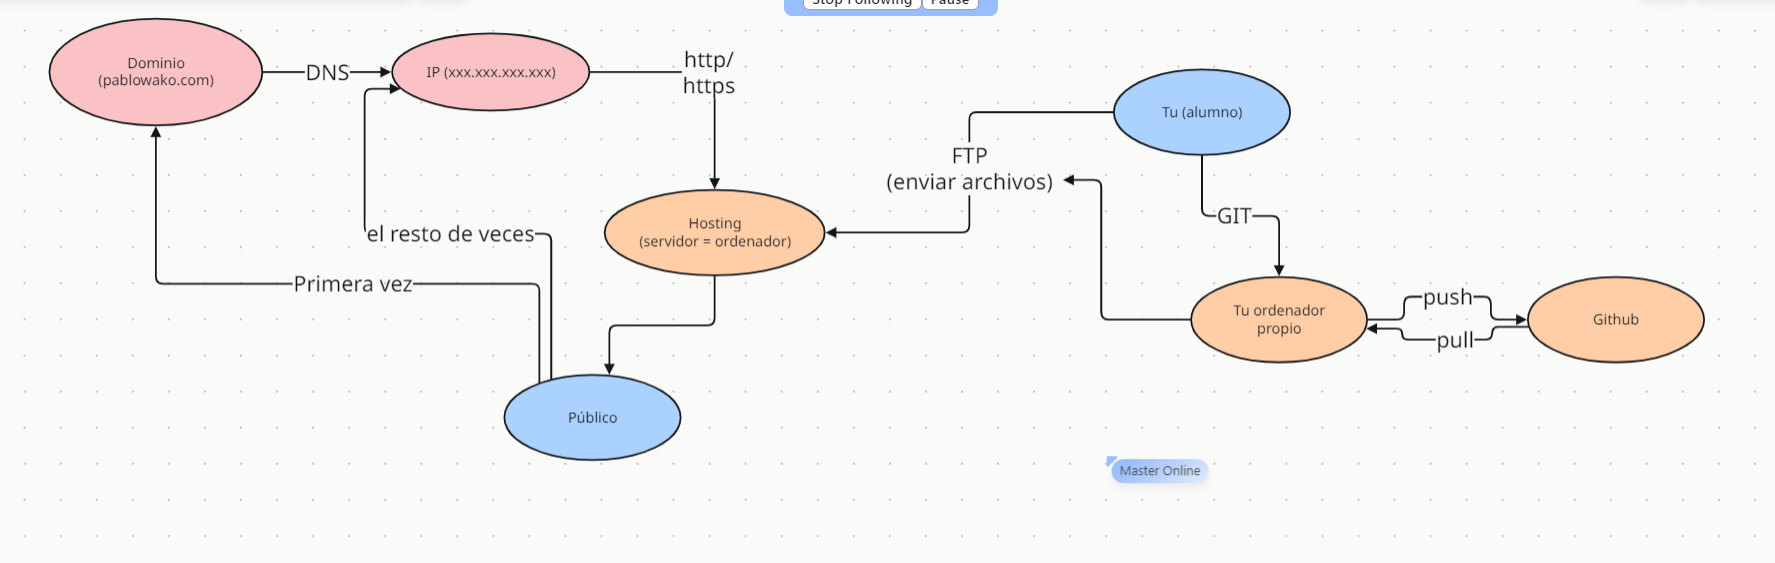 Stop Following
Pause
Dominio
(pablowako.com)
DNS
IP (xxx.xxx.xxx.xxx)
http/
https
Tu (alumno)
FTP
(enviar archivos)
GIT
Hosting
(servidor = ordenador)
el resto de veces
Primera vez
Tu ordenador
propio
push
pull
Github
Público
Master Online